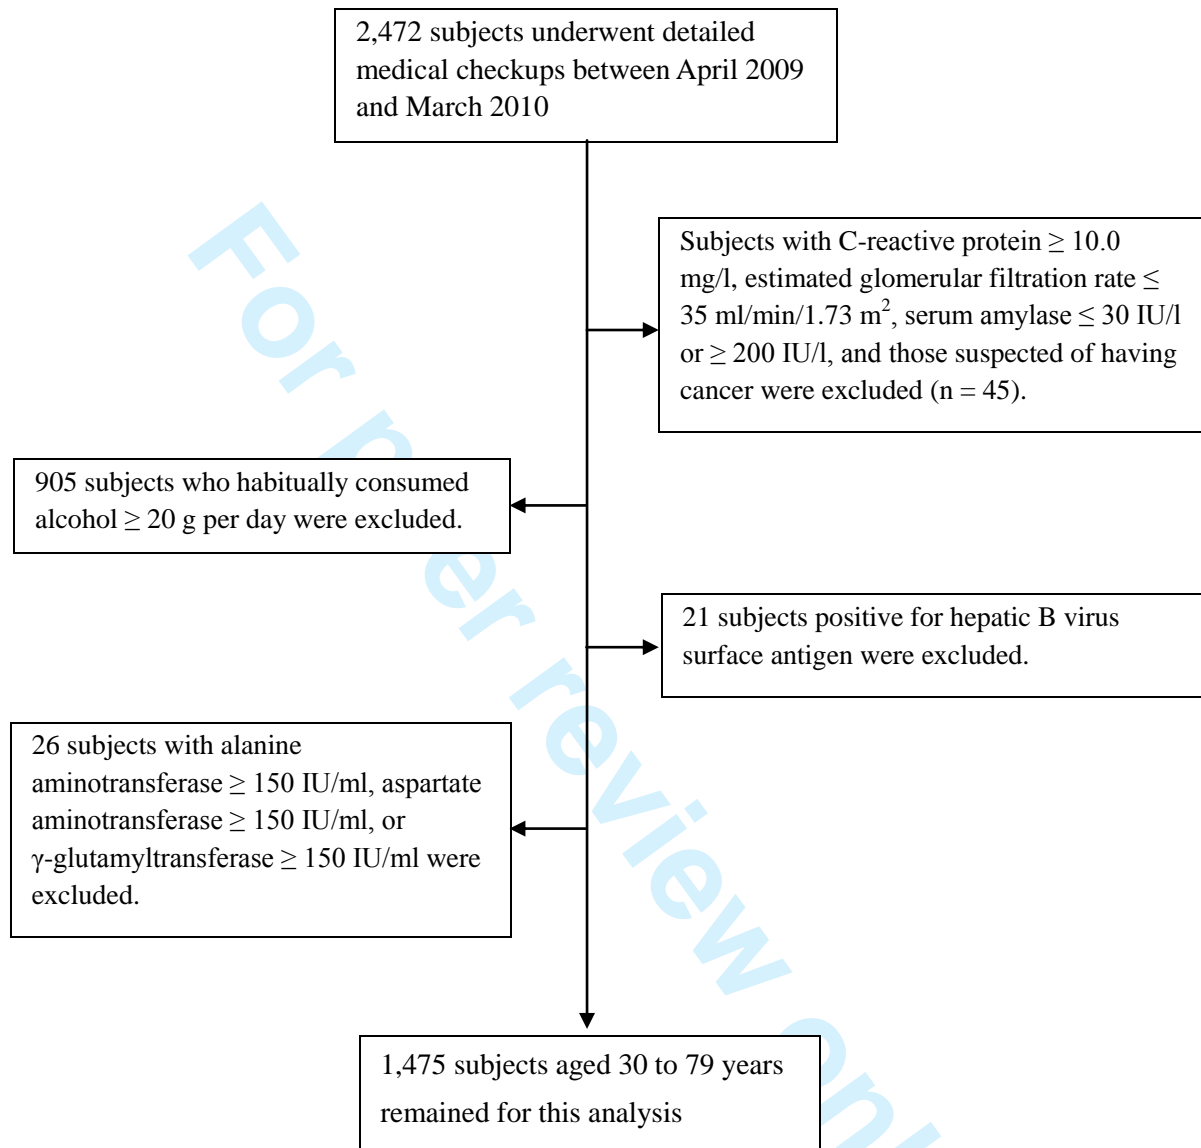 2,472 subjects underwent detailed
medical checkups between April 2009
and March 2010
Subjects with C-reactive protein ≥ 10.0
mg/l, estimated glomerular filtration rate ≤
35 ml/min/1.73 m², serum amylase ≤ 30 IU/l
or ≥ 200 IU/l, and those suspected of having
cancer were excluded (n = 45).
905 subjects who habitually consumed
alcohol ≥ 20 g per day were excluded.
21 subjects positive for hepatic B virus
surface antigen were excluded.
26 subjects with alanine
aminotransferase ≥ 150 IU/ml, aspartate
aminotransferase ≥ 150 IU/ml, or
γ-glutamyltransferase ≥ 150 IU/ml were
excluded.
1,475 subjects aged 30 to 79 years
remained for this analysis
For peer review onl